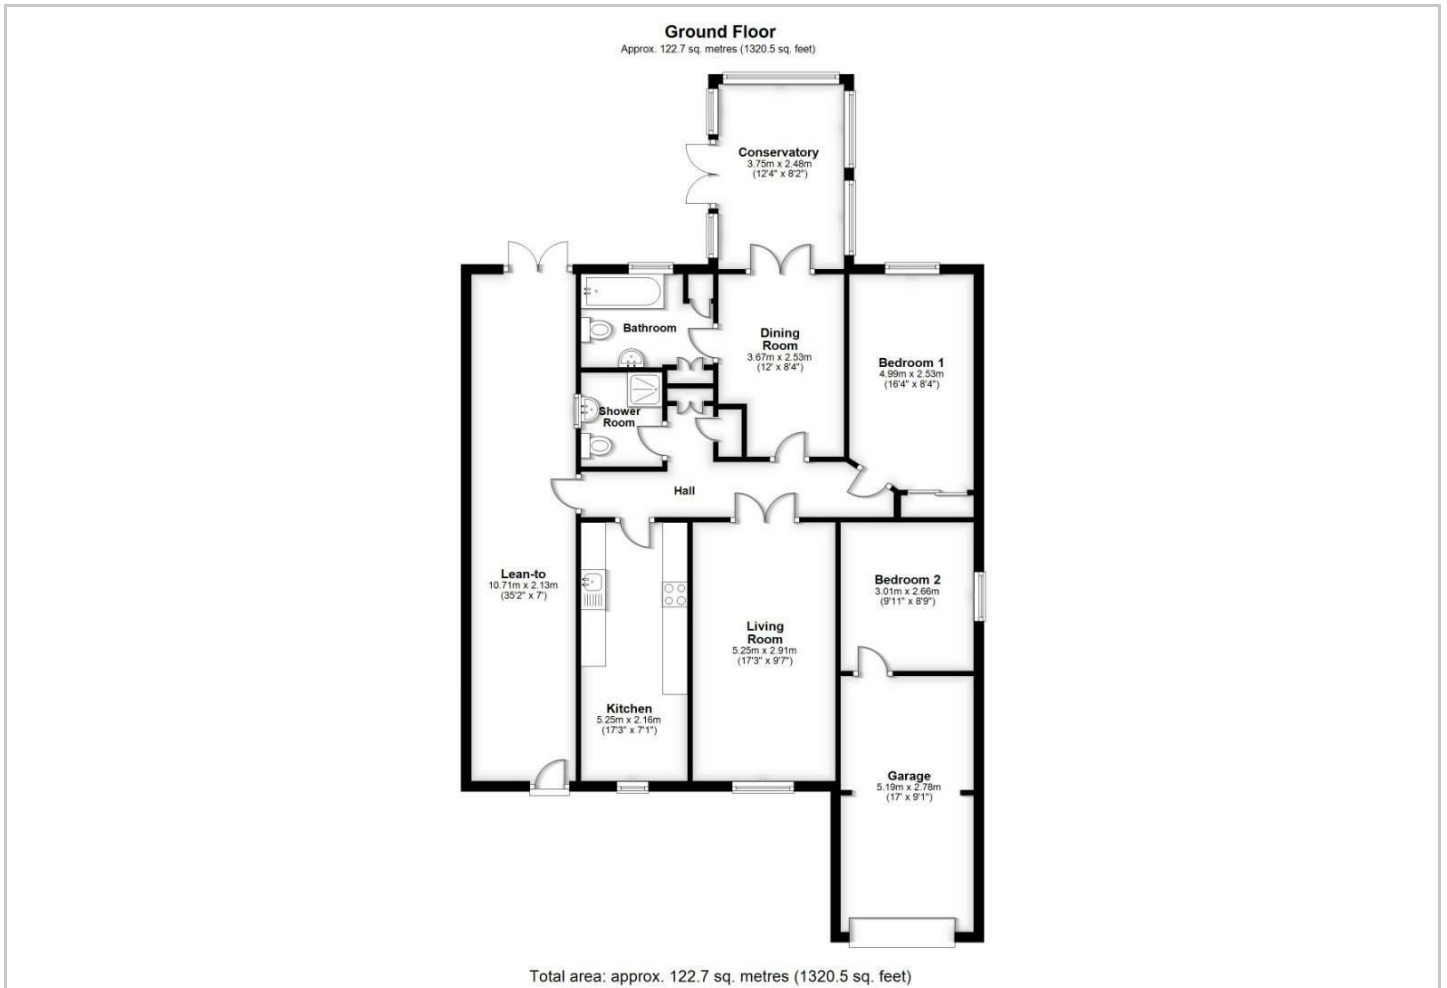 Ground Floor
Approx. 122.7 sq. metres (1320.5 sq. feet)
Conservatory
3.75m x 2.48m
(12'4" x 8'2")
Bathroom
Dining
Room
3.67m x 2.53m
(12' x 8'4")
Bedroom 1
4.99m x 2.53m
(16'4" x 8'4")
Shower
Room
Hall
Lean-to
10.71m x 2.13m
(35'2" x 7')
Bedroom 2
3.01m x 2.66m
(9'11" x 8'9")
Living
Room
5.25m x 2.91m
(17'3" x 9'7")
Kitchen
5.25m x 2.16m
(17'3" x 7'1")
Garage
5.19m x 2.78m
(17' x 9'1")
Total area: approx. 122.7 sq. metres (1320.5 sq. feet)